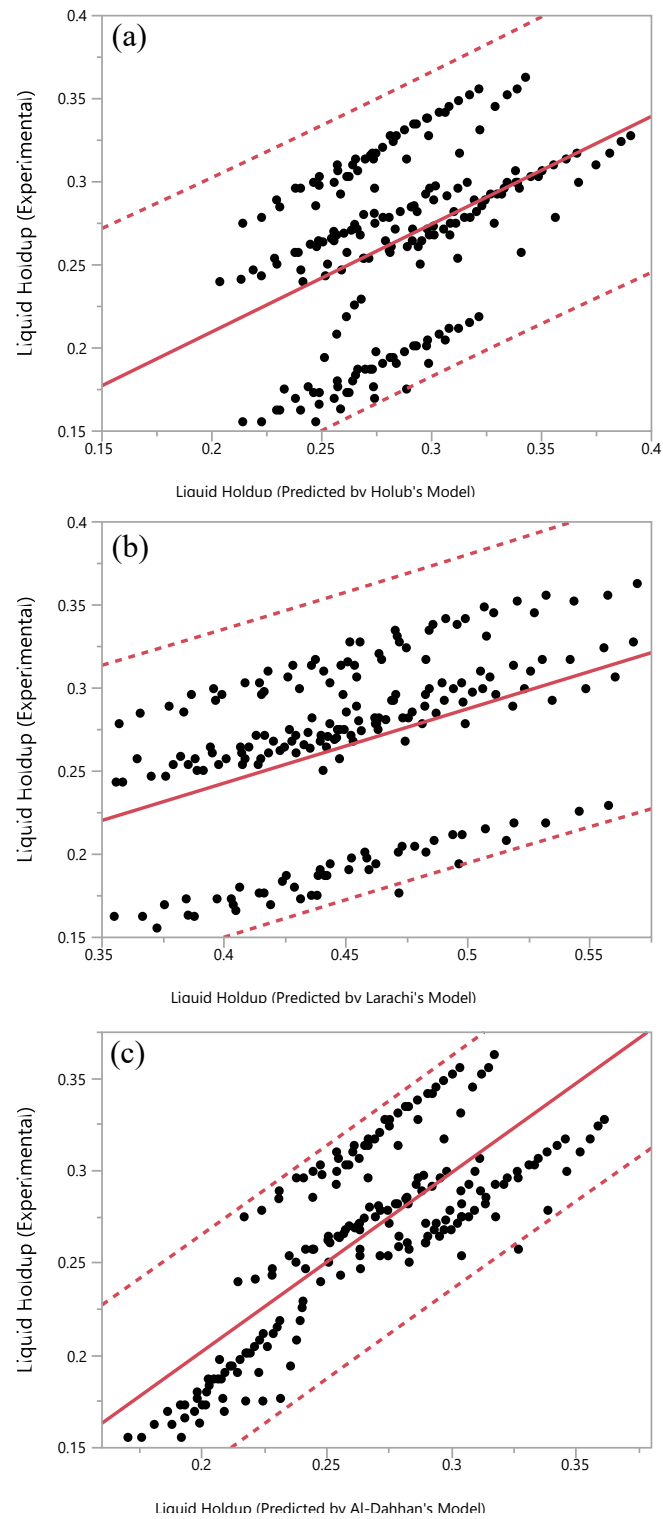 (a)
0.4
0.35
0.3
0.25
0.2
0.15
Liquid Holdup (Experimental)
0.15 0.2 0.25 0.3 0.35 0.4
Liquid Holdup (Predicted by Holub's Model)
(b)
0.4
0.35
0.3
0.25
0.2
0.15
Liquid Holdup (Experimental)
0.35 0.4 0.45 0.5 0.55
Liquid Holdup (Predicted by Larachi's Model)
(c)
0.35
0.3
0.25
0.2
0.15
Liquid Holdup (Experimental)
0.2 0.25 0.3 0.35
Liquid Holdup (Predicted by Al-Dahhan's Model)